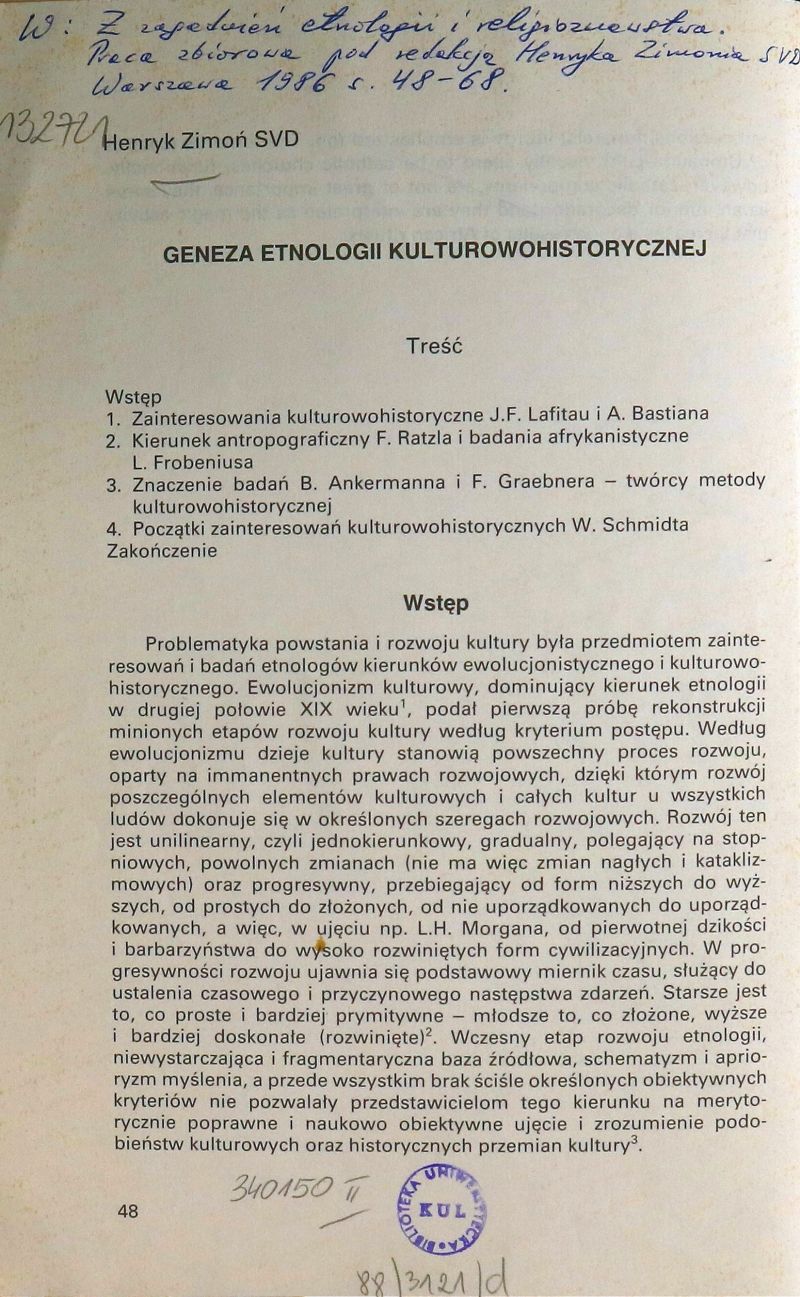 W: Z zagadnień etnologii i religioznawstwa.
Praca zbiorowa pod redakcją Henryka Zimonia SVD
Warszawa 1986 s. 48-68.
132721
Henryk Zimoń SVD
GENEZA ETNOLOGII KULTUROWOHISTORYCZNEJ
Treść
Wstęp
1. Zainteresowania kulturowohistoryczne J.F. Lafitau i A. Bastiana
2. Kierunek antropograficzny F. Ratzla i badania afrykanistyczne
L. Frobeniusa
3. Znaczenie badań B. Ankermanna i F. Graebnera – twórcy metody
kulturowohistorycznej
4. Początki zainteresowań kulturowohistorycznych W. Schmidta
Zakończenie
Wstęp
Problematyka powstania i rozwoju kultury była przedmiotem zainte-
resowań i badań etnologów kierunków ewolucjonistycznego i kulturowo-
historycznego. Ewolucjonizm kulturowy, dominujący kierunek etnologii
w drugiej połowie XIX wieku¹, podał pierwszą próbę rekonstrukcji
minionych etapów rozwoju kultury według kryterium postępu. Według
ewolucjonizmu dzieje kultury stanowią powszechny proces rozwoju,
oparty na immanentnych prawach rozwojowych, dzięki którym rozwój
poszczególnych elementów kulturowych i całych kultur u wszystkich
ludów dokonuje się w określonych szeregach rozwojowych. Rozwój ten
jest unilinearny, czyli jednokierunkowy, gradualny, polegający na stop-
niowych, powolnych zmianach (nie ma więc zmian nagłych i katakliz-
mowych) oraz progresywny, przebiegający od form niższych do wyż-
szych, od prostych do złożonych, od nie uporządkowanych do uporząd-
kowanych, a więc, w ujęciu np. L.H. Morgana, od pierwotnej dzikości
i barbarzyństwa do wysoko rozwiniętych form cywilizacyjnych. W pro-
gresywności rozwoju ujawnia się podstawowy miernik czasu, służący do
ustalenia czasowego i przyczynowego następstwa zdarzeń. Starsze jest
to, co proste i bardziej prymitywne – młodsze to, co złożone, wyższe
i bardziej doskonałe (rozwinięte)². Wczesny etap rozwoju etnologii,
niewystarczająca i fragmentaryczna baza źródłowa, schematyzm i aprio-
ryzm myślenia, a przede wszystkim brak ściśle określonych obiektywnych
kryteriów nie pozwalały przedstawicielom tego kierunku na meryto-
rycznie poprawne i naukowo obiektywne ujęcie i zrozumienie podo-
bieństw kulturowych oraz historycznych przemian kultury³.
340150 II
KUL
48
88\3121/d